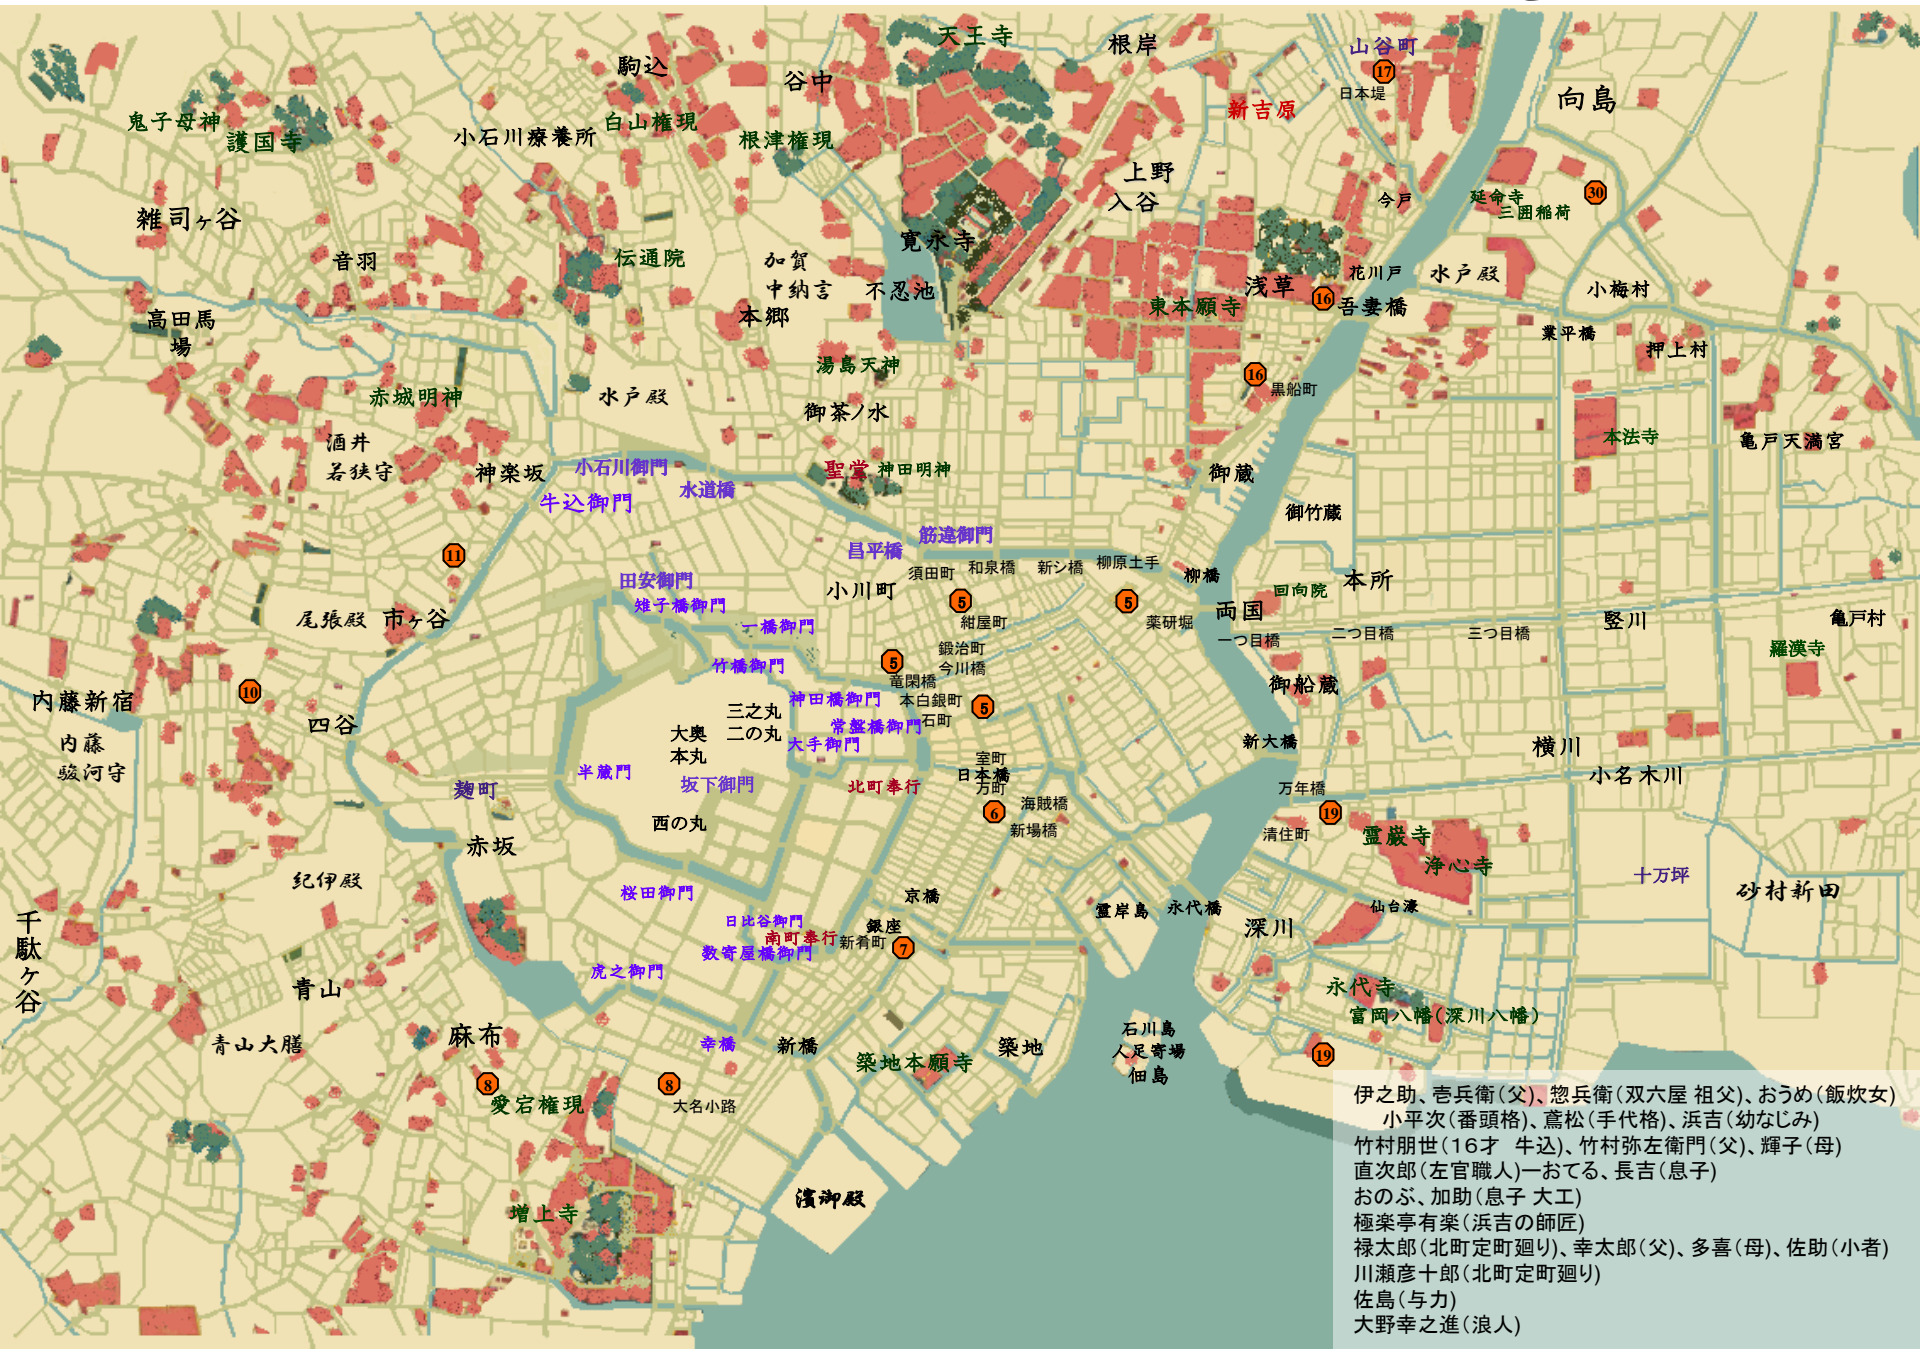 天王寺
根岸
山谷町
17
日本堤
向島
駒込
谷中
新吉原
鬼子母神
護国寺
小石川療養所
白山権現
根津権現
上野
入谷
今戸
延命寺
三囲稲荷
30
雑司ヶ谷
音羽
伝通院
加賀
中納言
本郷
寛永寺
不忍池
浅草
16
花川戸
吾妻橋
水戸殿
小梅村
東本願寺
業平橋
押上村
高田馬
場
湯島天神
16
黒船町
赤城明神
水戸殿
御茶ノ水
本法寺
亀戸天満宮
酒井
若狭守
神楽坂
小石川御門
水道橋
牛込御門
聖堂
神田明神
御蔵
御竹蔵
11
昌平橋
筋違御門
須田町
和泉橋
新シ橋
柳原土手
柳橋
本所
田安御門
雉子橋御門
小川町
5
紺屋町
5
薬研堀
両国
回向院
一つ目橋
二つ目橋
三つ目橋
竪川
亀戸村
羅漢寺
尾張殿
市ヶ谷
一橋御門
竹橋御門
鍛治町
今川橋
5
竜閑橋
御船蔵
内藤新宿
10
四谷
神田橋御門
本白銀町
5
石町
三之丸
二の丸
常盤橋御門
大手御門
大奥
本丸
新大橋
横川
小名木川
内藤
駿河守
麹町
半蔵門
坂下御門
北町奉行
室町
日本橋
万町
6
海賊橋
新場橋
万年橋
19
清住町
霊巌寺
浄心寺
西の丸
赤坂
紀伊殿
桜田御門
京橋
霊岸島
永代橋
仙台濠
十万坪
砂村新田
千駄ヶ谷
日比谷御門
南町奉行
数寄屋橋御門
銀座
新肴町
7
深川
虎之御門
青山
永代寺
富岡八幡(深川八幡)
青山大膳
麻布
幸橋
新橋
築地本願寺
築地
石川島
人足寄場
佃島
19
8
愛宕権現
8
大名小路
増上寺
濱御殿
伊之助、壱兵衛(父)、惣兵衛(双六屋 祖父)、おうめ(飯炊女)
小平次(番頭格)、鳶松(手代格)、浜吉(幼なじみ)
竹村朋世(16才 牛込)、竹村弥左衛門(父)、輝子(母)
直次郎(左官職人)―おてる、長吉(息子)
おのぶ、加助(息子 大工)
極楽亭有楽(浜吉の師匠)
禄太郎(北町定町廻り)、幸太郎(父)、多喜(母)、佐助(小者)
川瀬彦十郎(北町定町廻り)
佐島(与力)
大野幸之進(浪人)